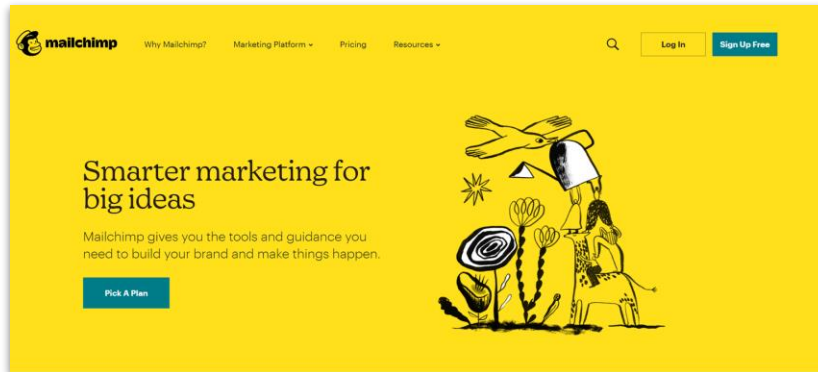 mailchimp
Why Mailchimp?
Marketing Platform
Pricing
Resources
Log In
Sign Up Free
Smarter marketing for
big ideas
Mailchimp gives you the tools and guidance you
need to build your brand and make things happen.
Pick A Plan